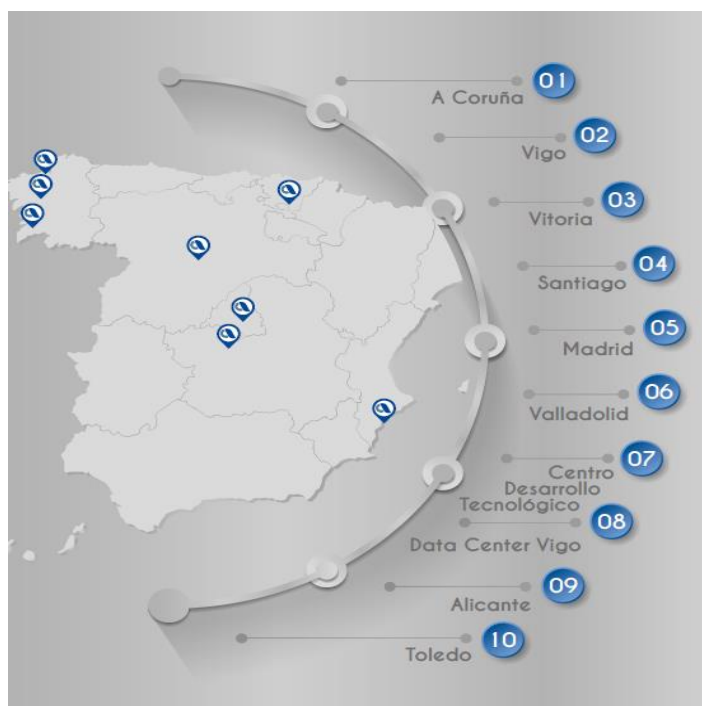 01
A Coruña
02
Vigo
03
Vitoria
04
Santiago
05
Madrid
06
Valladolid
07
Centro
Desarrollo
Tecnológico
08
Data Center Vigo
09
Alicante
10
Toledo